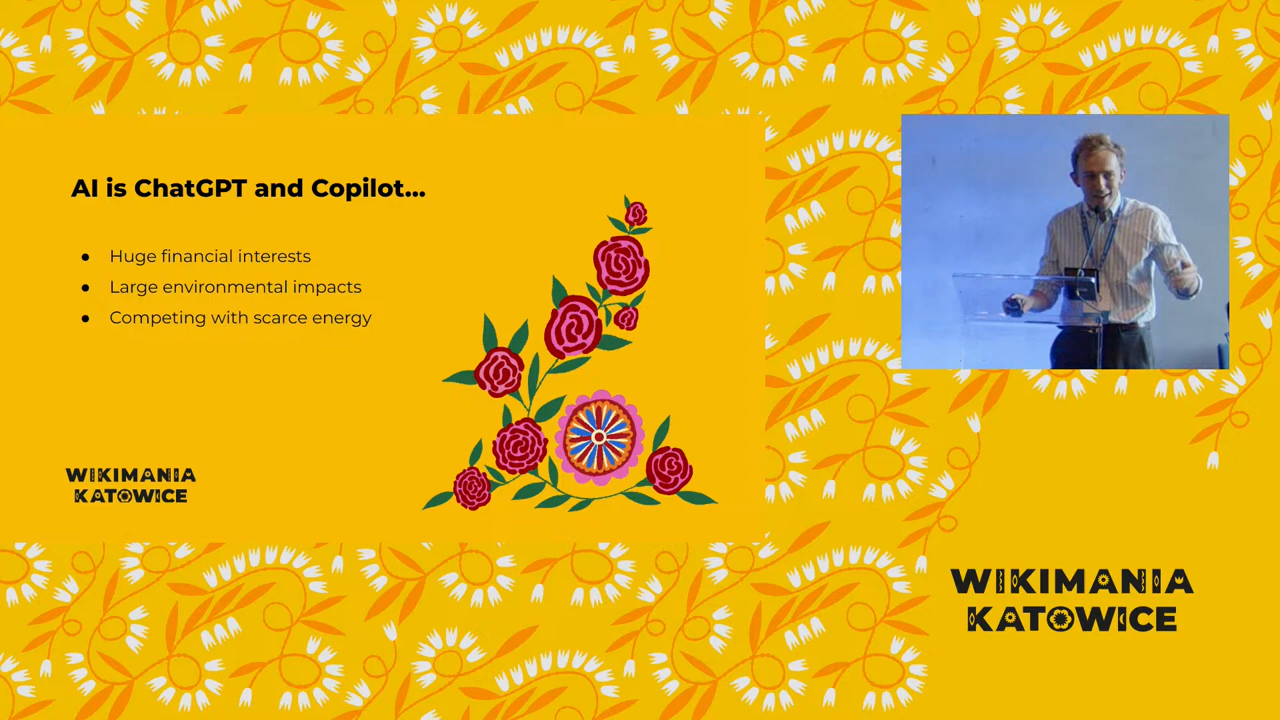 AI is ChatGPT and Copilot...
● Huge financial interests
● Large environmental impacts
● Competing with scarce energy
WIKIMANIA
KATOWICE
WIKIMANIA
KATOWICE